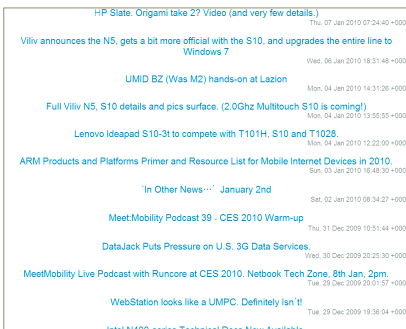 HP Slate. Origami take 2? Video (and very few details.)
Thu, 07 Jan 2010 07:24:40 +000
Viliv announces the N5, gets a bit more official with the S10, and upgrades the entire line to
Windows 7
Wed, 06 Jan 2010 18:31:48 +000
UMID BZ (Was M2) hands-on at Lazion
Mon, 04 Jan 2010 14:31:26 +000
Full Viliv N5, S10 details and pics surface. (2.0Ghz Multitouch S10 is coming!)
Mon, 04 Jan 2010 13:55:55 +000
Lenovo Ideapad S10-3t to compete with T101H, S10 and T1028.
Mon, 04 Jan 2010 12:22:00 +000
ARM Products and Platforms Primer and Resource List for Mobile Internet Devices in 2010.
Sun, 03 Jan 2010 16:48:30 +000
´In Other News…´ January 2nd
Sat, 02 Jan 2010 08:34:27 +000
Meet:Mobility Podcast 39 - CES 2010 Warm-up
Thu, 31 Dec 2009 10:51:44 +000
DataJack Puts Pressure on U.S. 3G Data Services.
Wed, 30 Dec 2009 20:25:30 +000
MeetMobility Live Podcast with Runcore at CES 2010. Netbook Tech Zone, 8th Jan, 2pm.
Tue, 29 Dec 2009 20:01:57 +000
WebStation looks like a UMPC. Definitely Isn´t!
Tue, 29 Dec 2009 19:36:04 +000